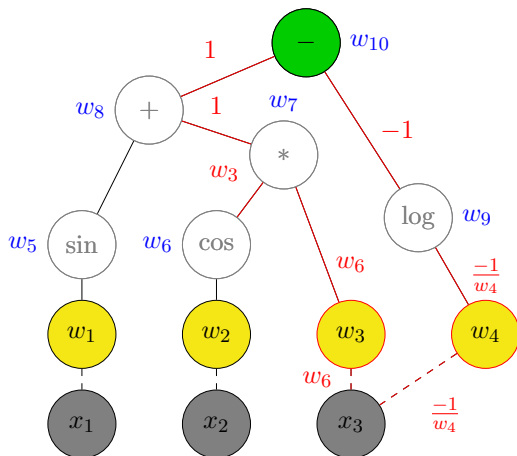 1
−
w₁₀
w₈
+
1
w₇
*
−1
w₃
w₅
sin
w₆
cos
log
w₉
w₆
−1/w₄
w₁
w₂
w₃
w₄
w₆
x₁
x₂
x₃
−1/w₄